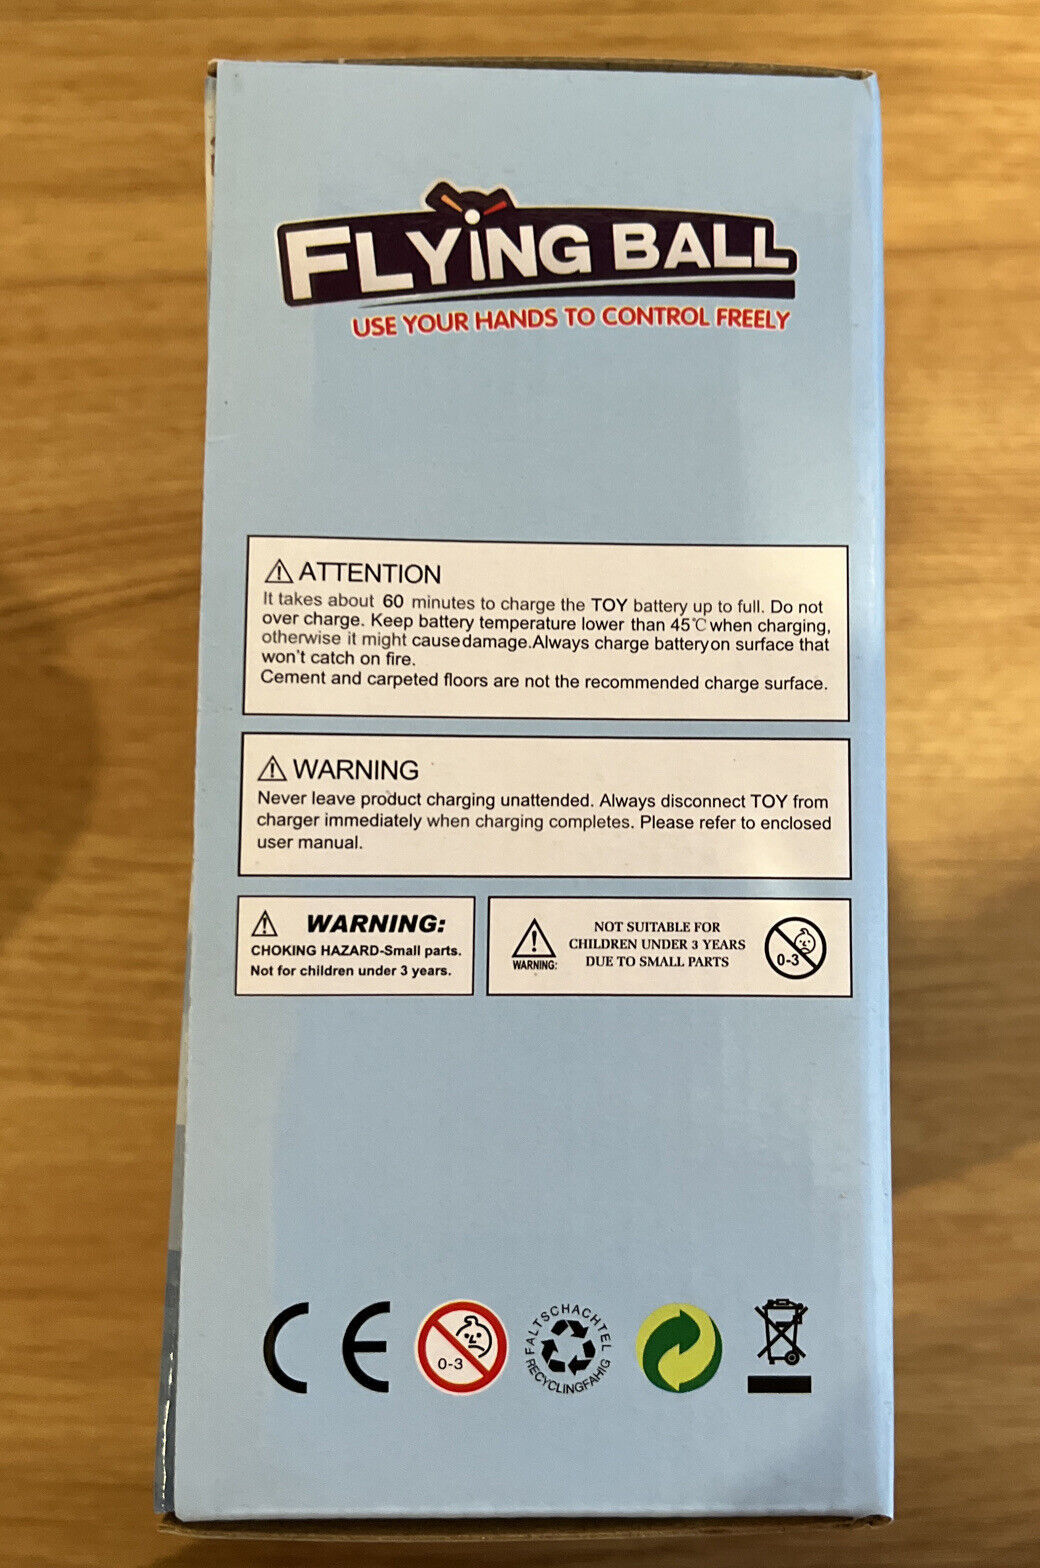 FLYING BALL
USE YOUR HANDS TO CONTROL FREELY
ATTENTION
It takes about 60 minutes to charge the TOY battery up to full. Do not
over charge. Keep battery temperature lower than 45℃ when charging,
otherwise it might causedamage.Always charge batteryon surface that
won't catch on fire.
Cement and carpeted floors are not the recommended charge surface.
WARNING
Never leave product charging unattended. Always disconnect TOY from
charger immediately when charging completes. Please refer to enclosed
user manual.
WARNING:
CHOKING HAZARD-Small parts.
Not for children under 3 years.
WARNING:
NOT SUITABLE FOR
CHILDREN UNDER 3 YEARS
DUE TO SMALL PARTS
0-3
CE
0-3
FALTSCHACHTEL
RECYCLINGFÄHIG